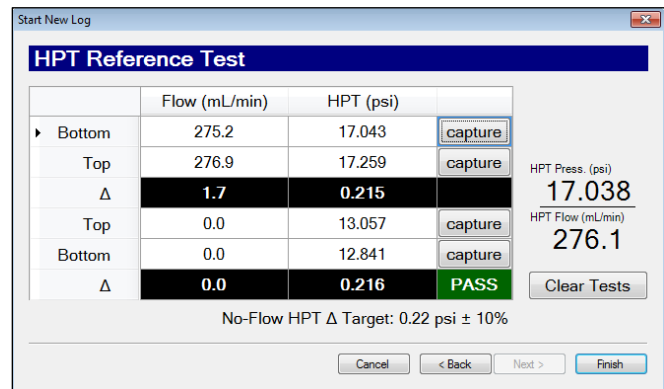 Start New Log
HPT Reference Test
Flow (mL/min) HPT (psi)
Bottom 275.2 17.043 capture
Top 276.9 17.259 capture
Δ 1.7 0.215
Top 0.0 13.057 capture
Bottom 0.0 12.841 capture
Δ 0.0 0.216 PASS
HPT Press. (psi)
17.038
HPT Flow (mL/min)
276.1
Clear Tests
No-Flow HPT Δ Target: 0.22 psi ± 10%
Cancel < Back Next > Finish